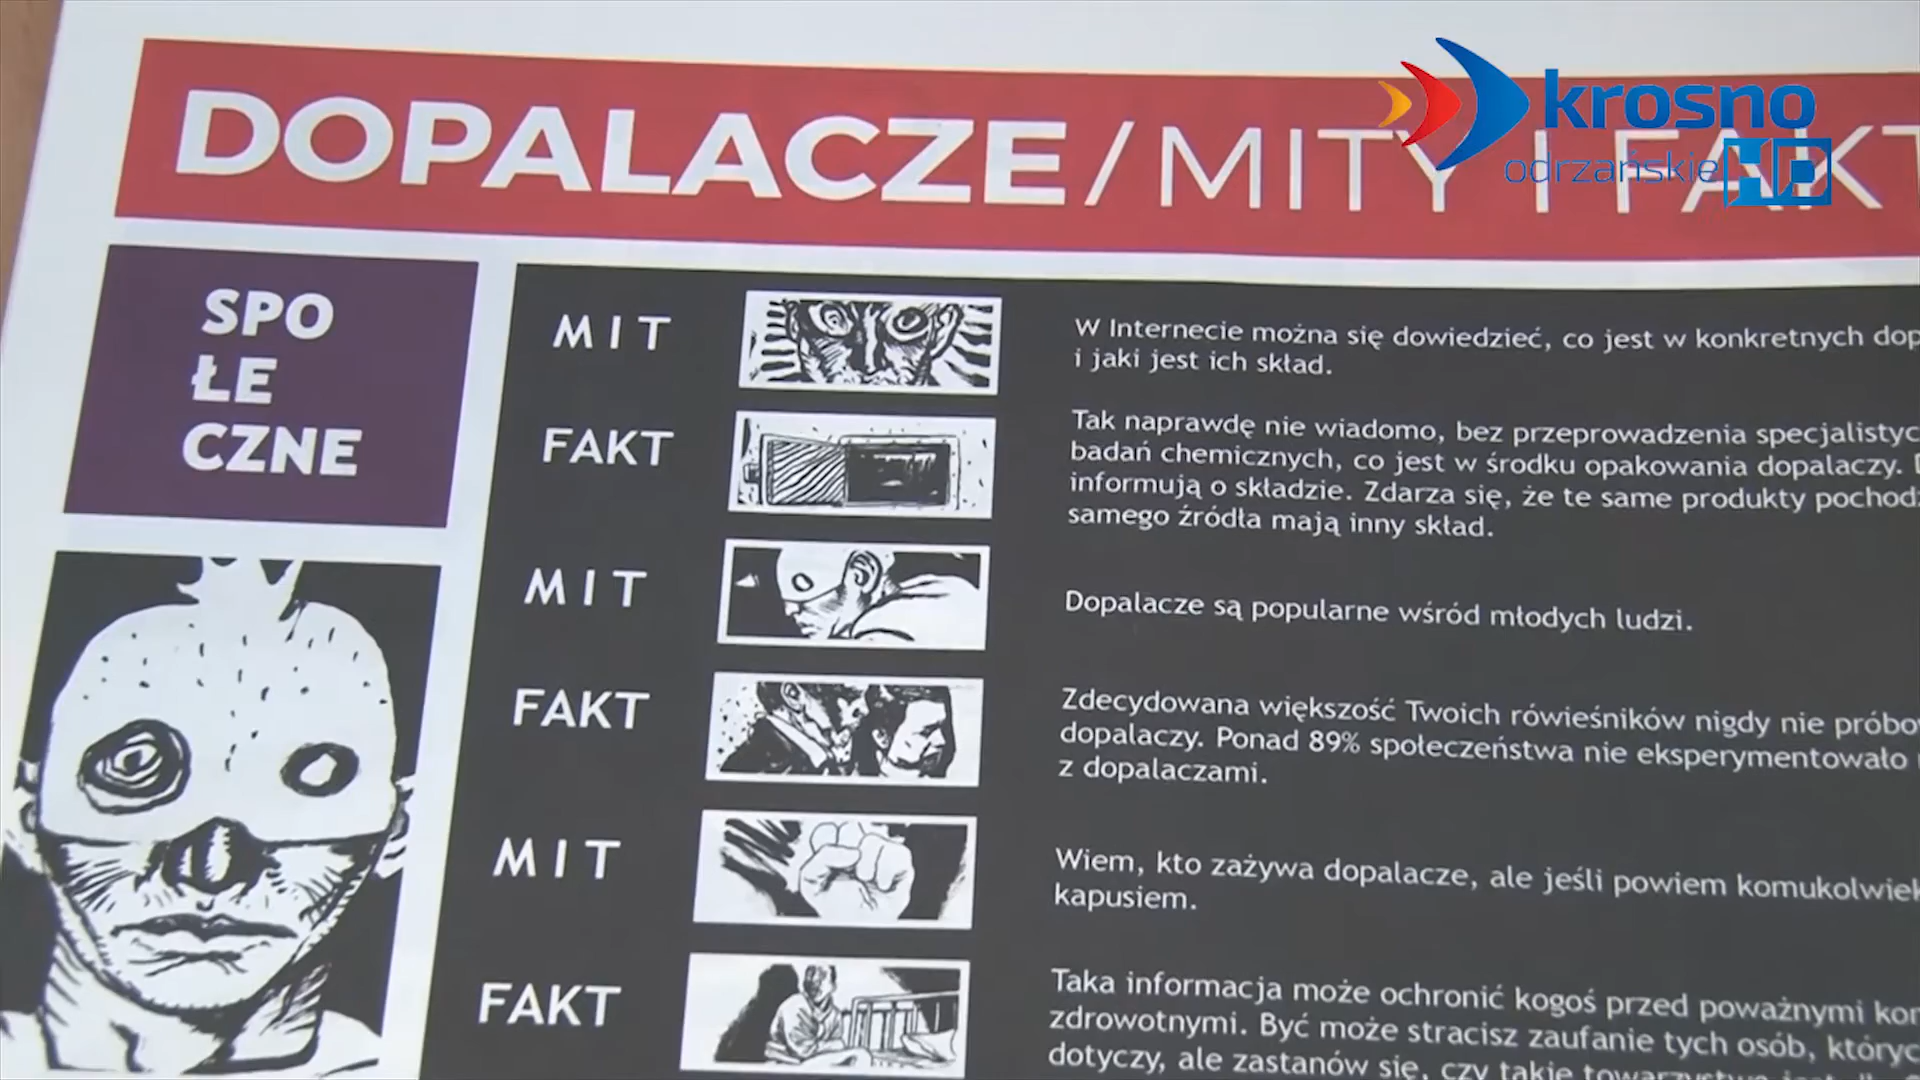 DOPALACZE/MITY I FAKT
krosno
odrzańskie HD
SPO
ŁE
CZNE
MIT
W Internecie można się dowiedzieć, co jest w konkretnych dop
i jaki jest ich skład.
FAKT
Tak naprawdę nie wiadomo, bez przeprowadzenia specjalistyc
badań chemicznych, co jest w środku opakowania dopalaczy.
informują o składzie. Zdarza się, że te same produkty pochodz
samego źródła mają inny skład.
MIT
Dopalacze są popularne wśród młodych ludzi.
FAKT
Zdecydowana większość Twoich rówieśników nigdy nie próbow
dopalaczy. Ponad 89% społeczeństwa nie eksperymentowało
z dopalaczami.
MIT
Wiem, kto zażywa dopalacze, ale jeśli powiem komukolwiek
kapusiem.
FAKT
Taka informacja może ochronić kogoś przed poważnymi kon
zdrowotnymi. Być może stracisz zaufanie tych osób, któryc
dotyczy, ale zastanów się, czy takie